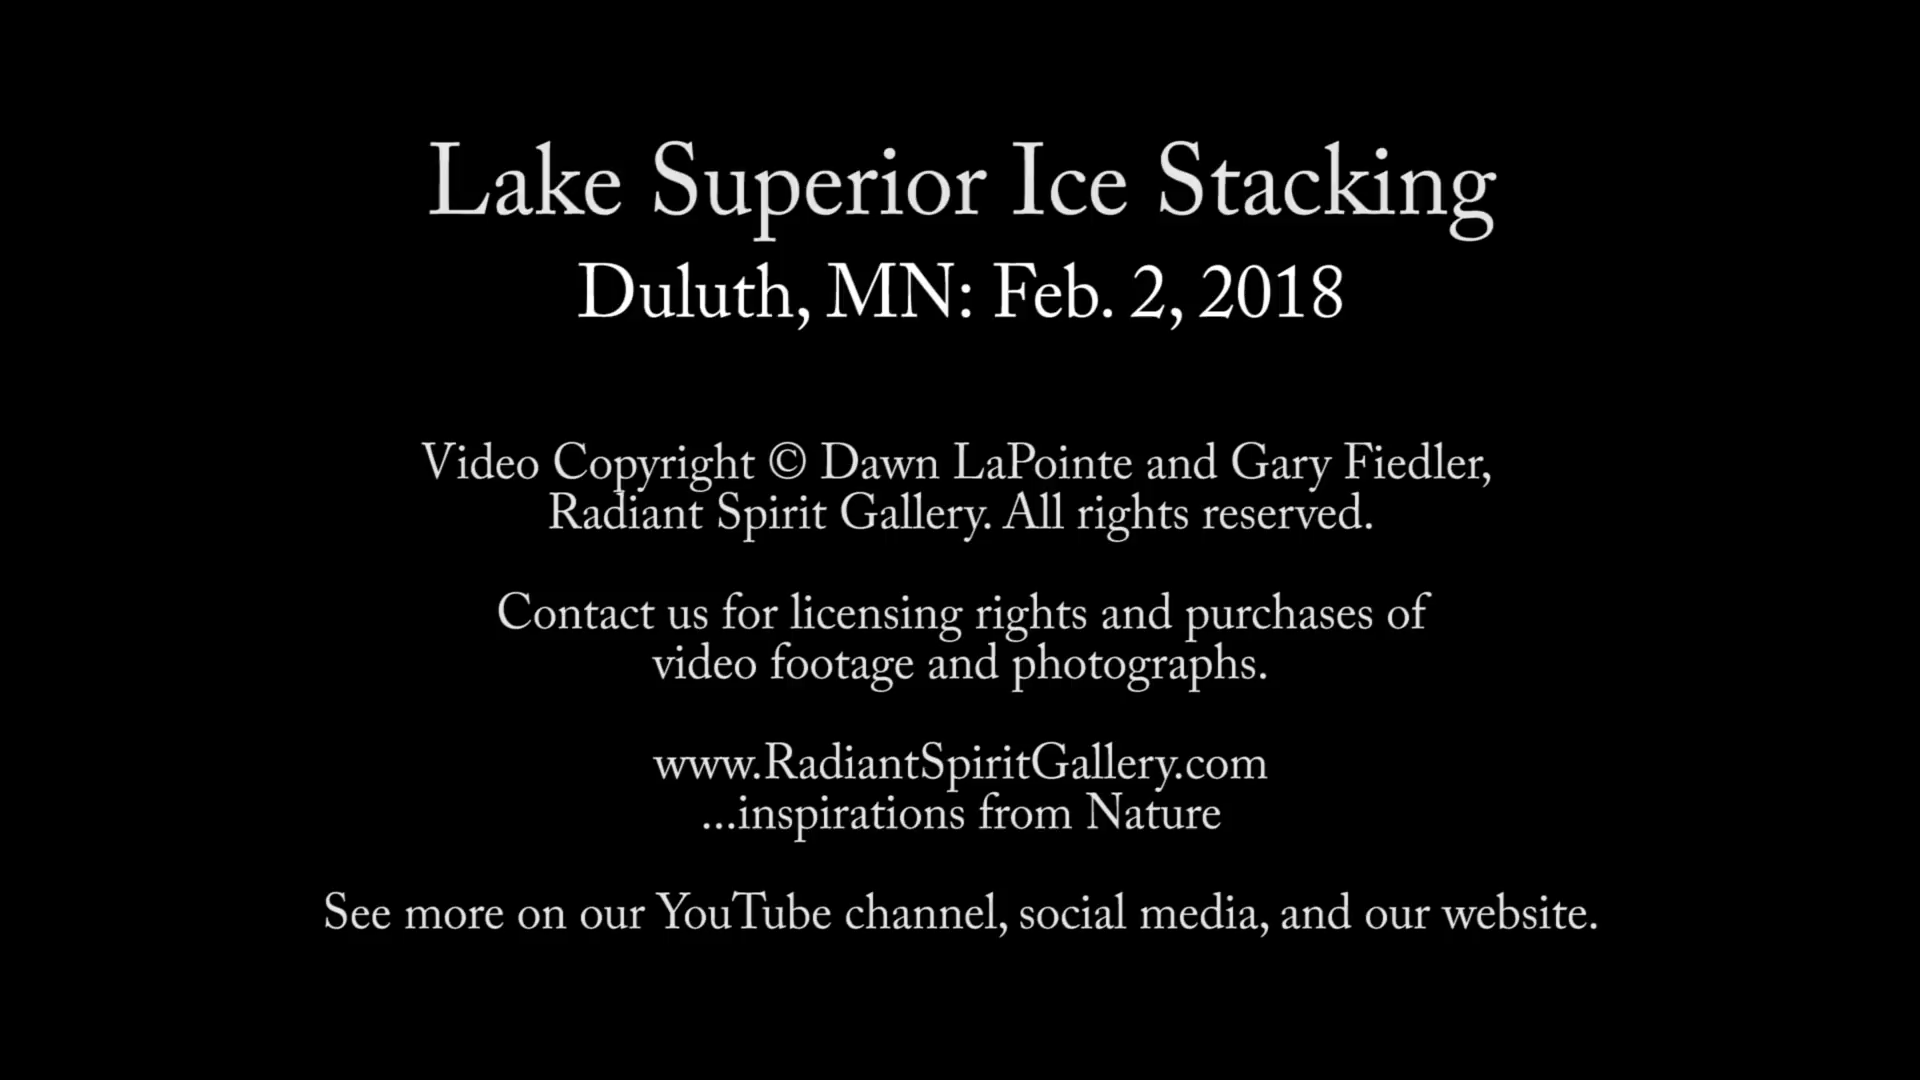 Lake Superior Ice Stacking
Duluth, MN: Feb. 2, 2018
Video Copyright © Dawn LaPointe and Gary Fiedler,
Radiant Spirit Gallery. All rights reserved.
Contact us for licensing rights and purchases of
video footage and photographs.
www.RadiantSpiritGallery.com
...inspirations from Nature
See more on our YouTube channel, social media, and our website.